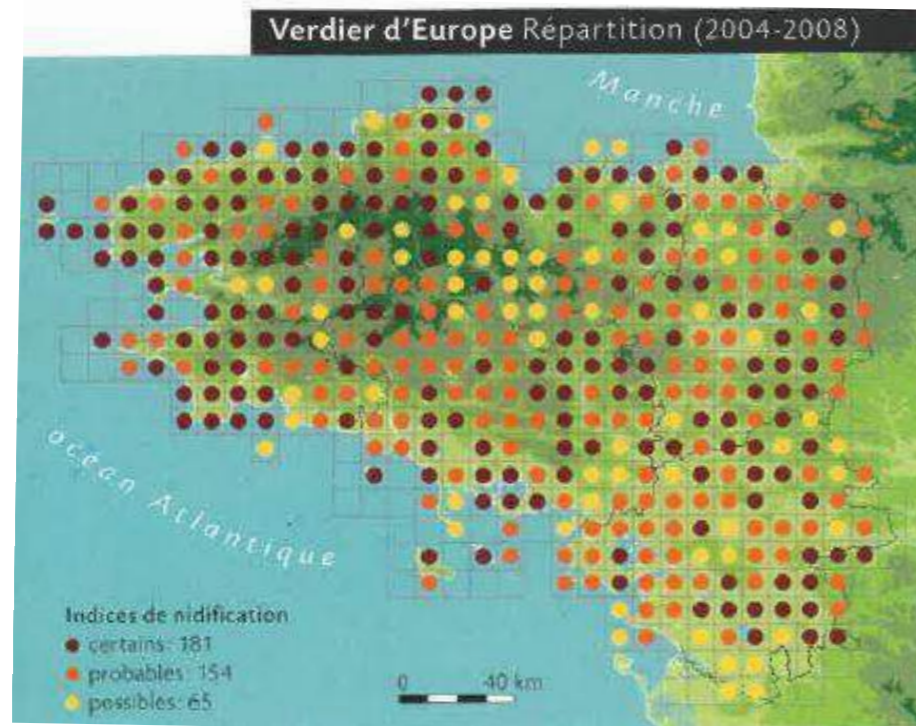 Verdier d'Europe Répartition (2004-2008)
Manche
océan Atlantique
Indices de nidification
certains: 181
probables: 154
possibles: 65
0 40 km